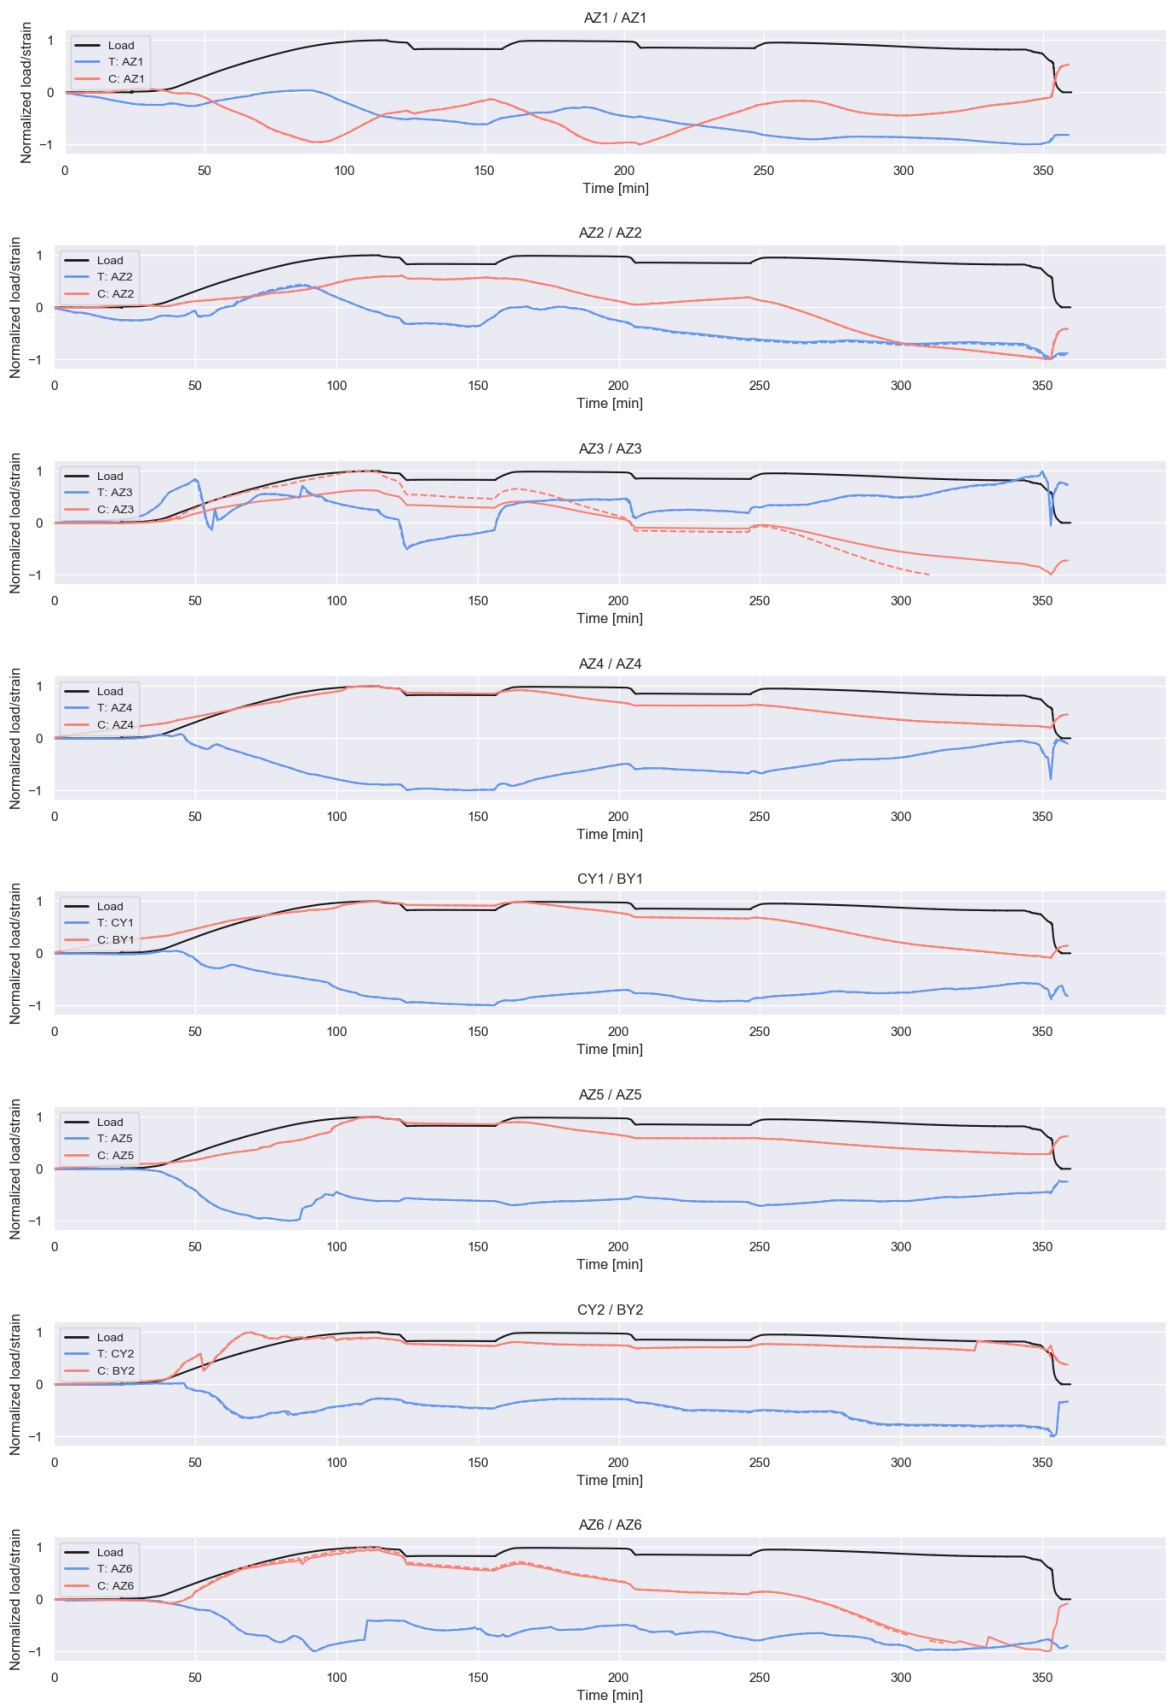 AZ1 / AZ1
Normalized load/strain
1
0
−1
Load
T: AZ1
C: AZ1
0 50 100 150 200 250 300 350
Time [min]
AZ2 / AZ2
Normalized load/strain
1
0
−1
Load
T: AZ2
C: AZ2
0 50 100 150 200 250 300 350
Time [min]
AZ3 / AZ3
Normalized load/strain
1
0
−1
Load
T: AZ3
C: AZ3
0 50 100 150 200 250 300 350
Time [min]
AZ4 / AZ4
Normalized load/strain
1
0
−1
Load
T: AZ4
C: AZ4
0 50 100 150 200 250 300 350
Time [min]
CY1 / BY1
Normalized load/strain
1
0
−1
Load
T: CY1
C: BY1
0 50 100 150 200 250 300 350
Time [min]
AZ5 / AZ5
Normalized load/strain
1
0
−1
Load
T: AZ5
C: AZ5
0 50 100 150 200 250 300 350
Time [min]
CY2 / BY2
Normalized load/strain
1
0
−1
Load
T: CY2
C: BY2
0 50 100 150 200 250 300 350
Time [min]
AZ6 / AZ6
Normalized load/strain
1
0
−1
Load
T: AZ6
C: AZ6
0 50 100 150 200 250 300 350
Time [min]